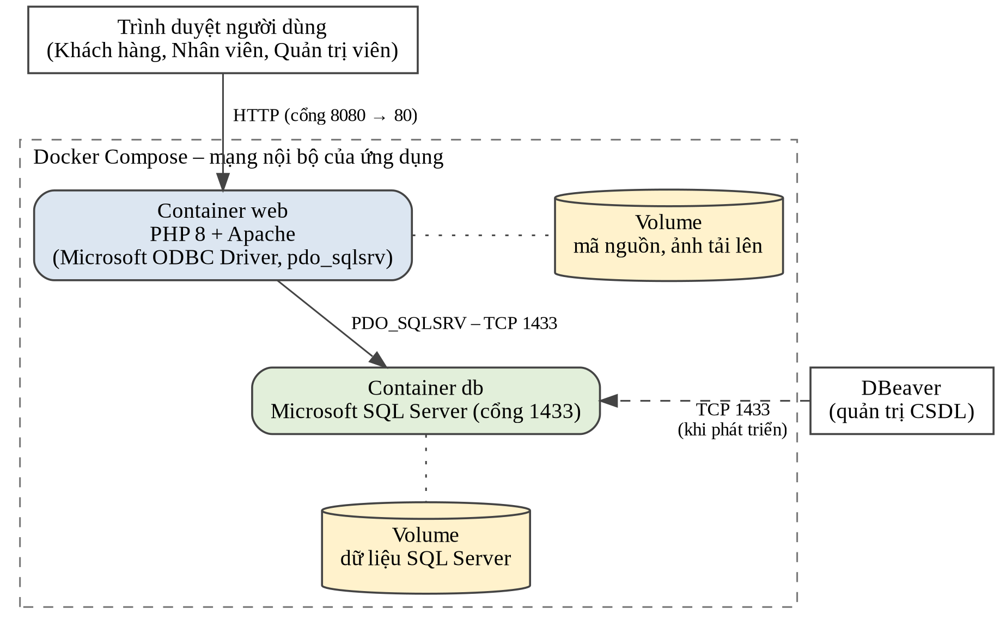 Trình duyệt người dùng
(Khách hàng, Nhân viên, Quản trị viên)
HTTP (cổng 8080 → 80)
Docker Compose – mạng nội bộ của ứng dụng
Container web
PHP 8 + Apache
(Microsoft ODBC Driver, pdo_sqlsrv)
Volume
mã nguồn, ảnh tải lên
PDO_SQLSRV – TCP 1433
Container db
Microsoft SQL Server (cổng 1433)
TCP 1433
(khi phát triển)
DBeaver
(quản trị CSDL)
Volume
dữ liệu SQL Server